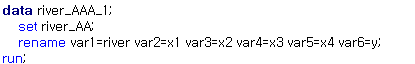 data river_AAA_1;
set river_AA;
rename var1=river var2=x1 var3=x2 var4=x3 var5=x4 var6=y;
run;